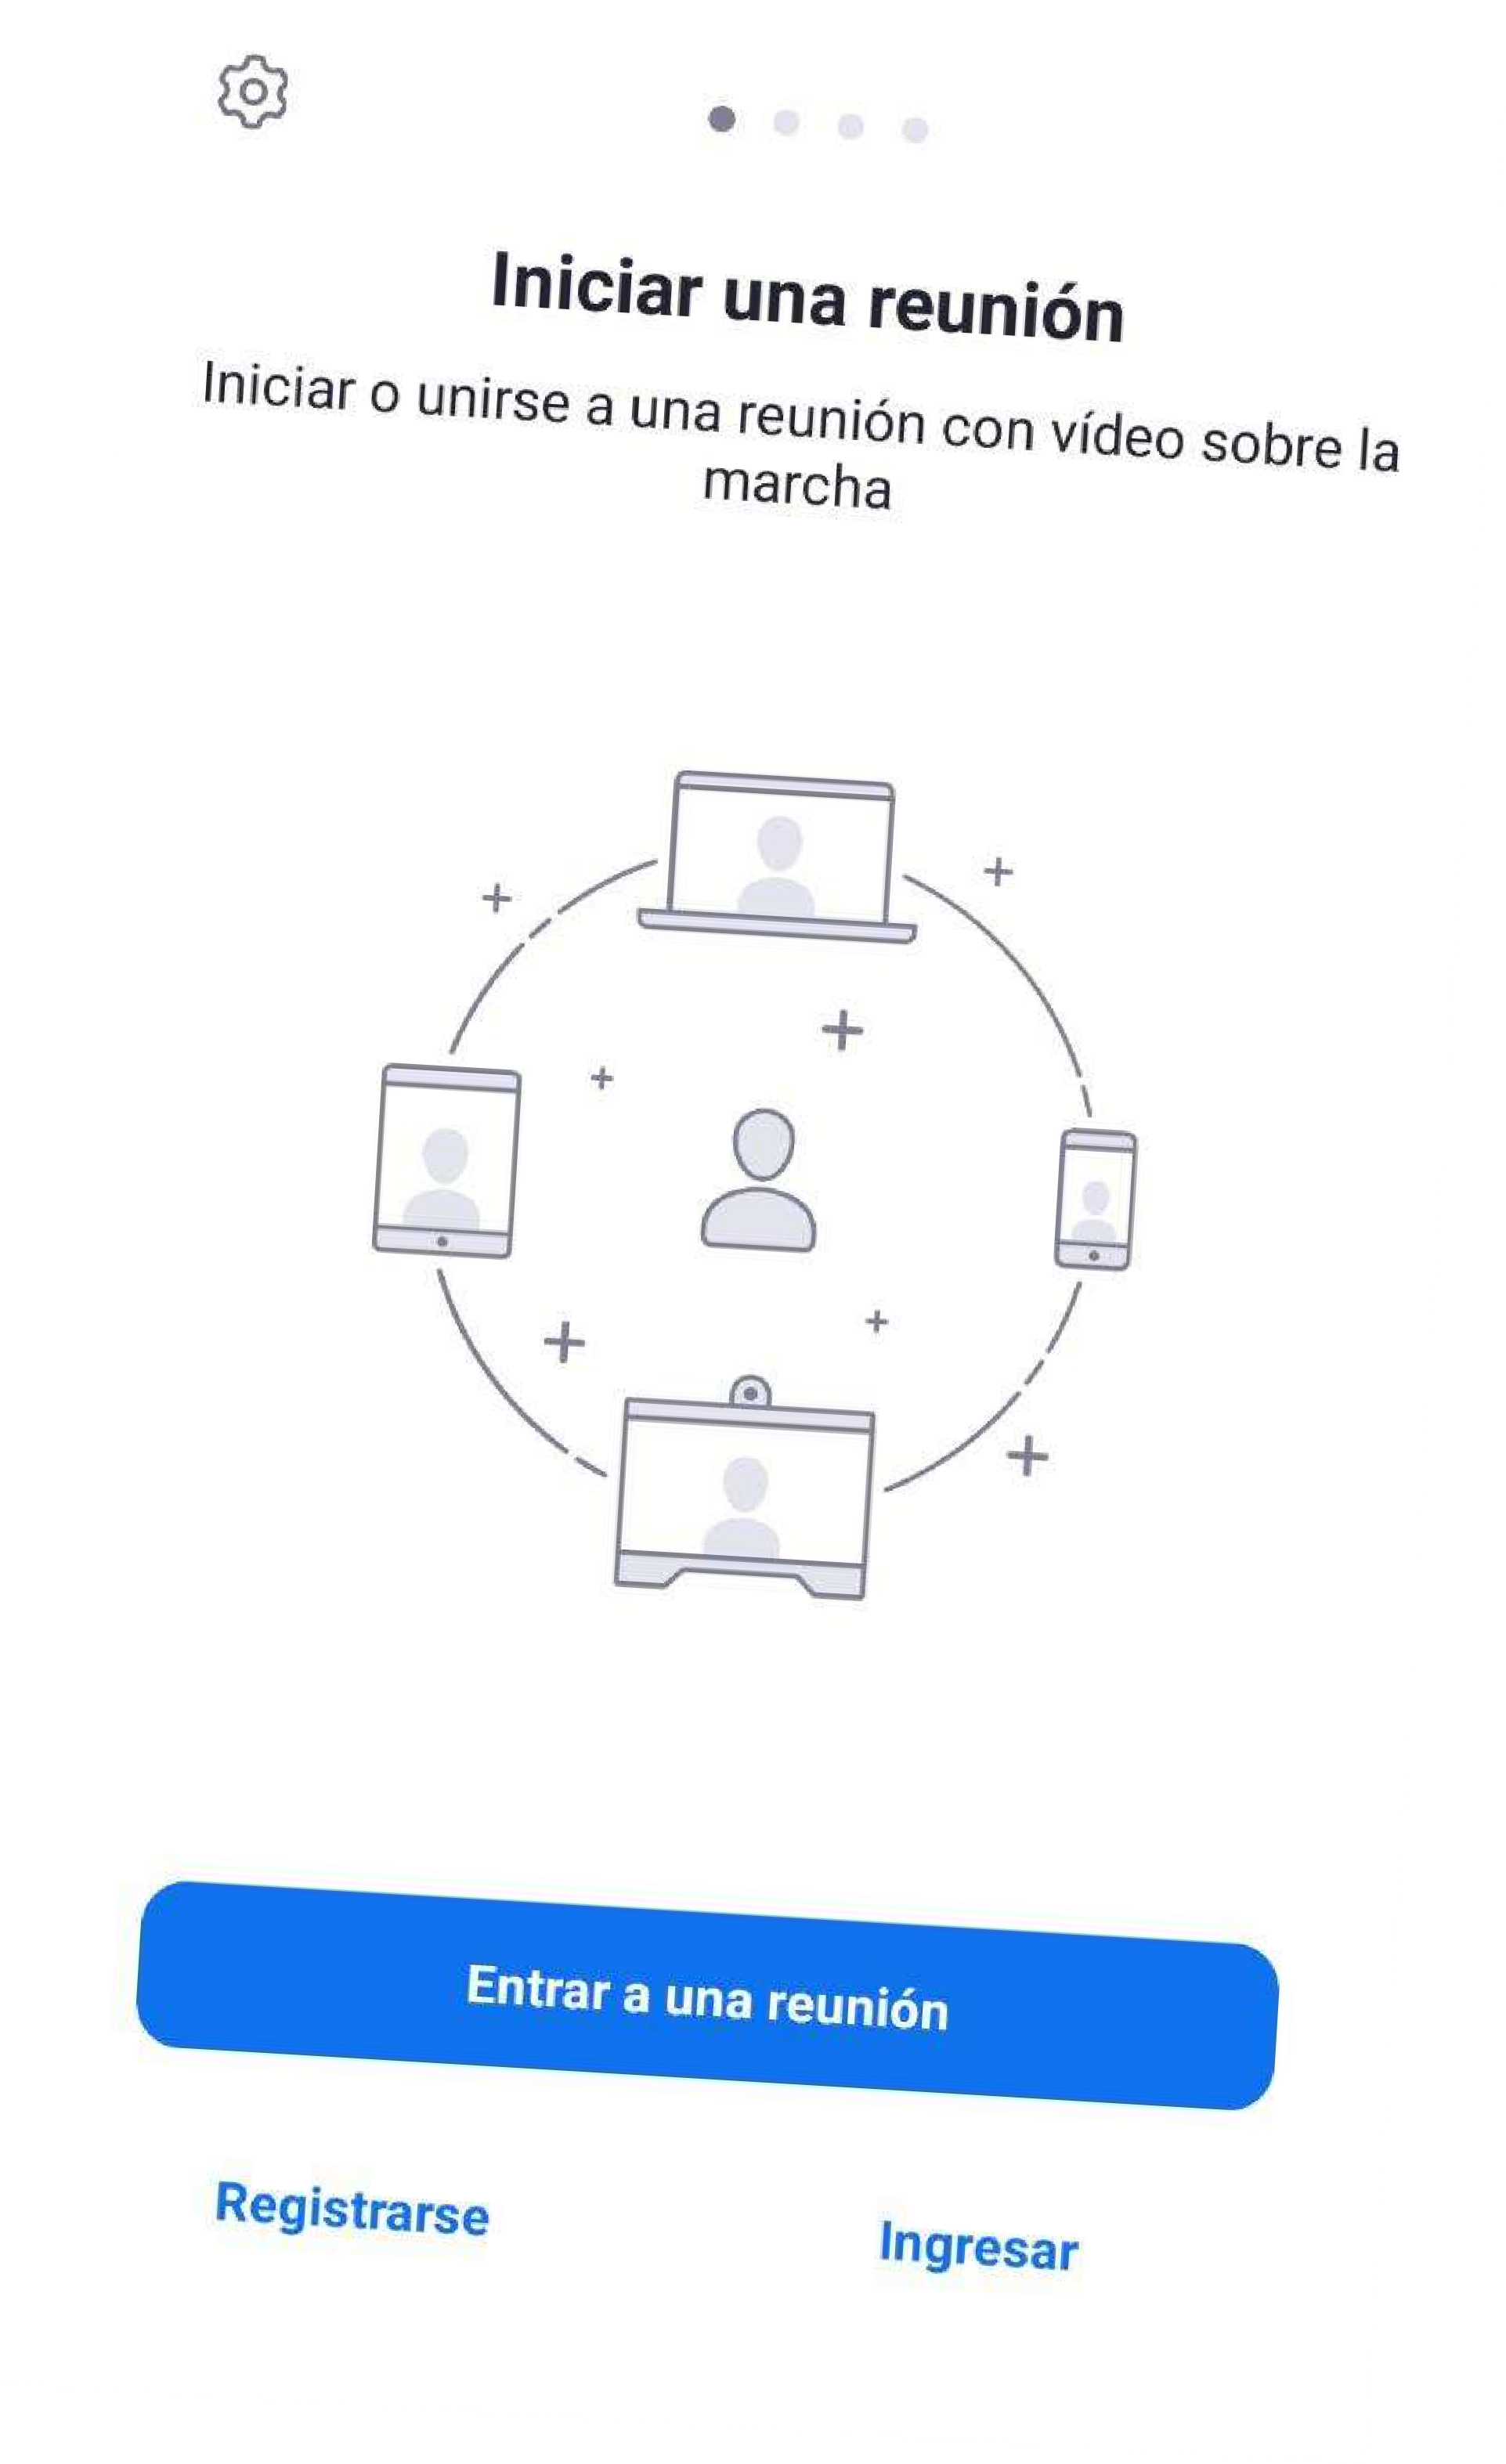 Iniciar una reunión
Iniciar o unirse a una reunión con vídeo sobre la
marcha
Entrar a una reunión
Registrarse
Ingresar